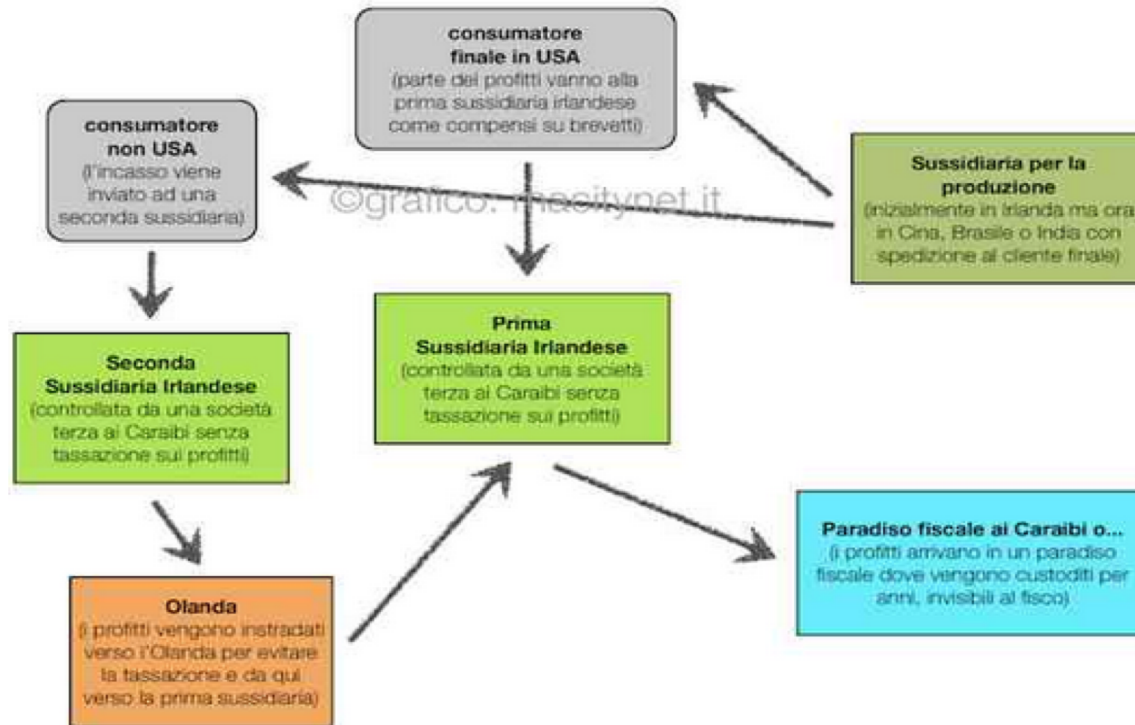 consumatore
finale in USA
(parte dei profitti vanno alla
prima sussidiaria irlandese
come compensi su brevetti)
consumatore
non USA
(l'incasso viene
inviato ad una
seconda sussidiaria)
Sussidiaria per la
produzione
(inizialmente in Irlanda ma ora
in Cina, Brasile o India con
spedizione al cliente finale)
©grafico: macitynet.it
Seconda
Sussidiaria Irlandese
(controllata da una società
terza ai Caraibi senza
tassazione sui profitti)
Prima
Sussidiaria Irlandese
(controllata da una società
terza ai Caraibi senza
tassazione sui profitti)
Olanda
(i profitti vengono instradati
verso l'Olanda per evitare
la tassazione e da qui
verso la prima sussidiaria)
Paradiso fiscale ai Caraibi o...
(i profitti arrivano in un paradiso
fiscale dove vengono custoditi per
anni, invisibili al fisco)